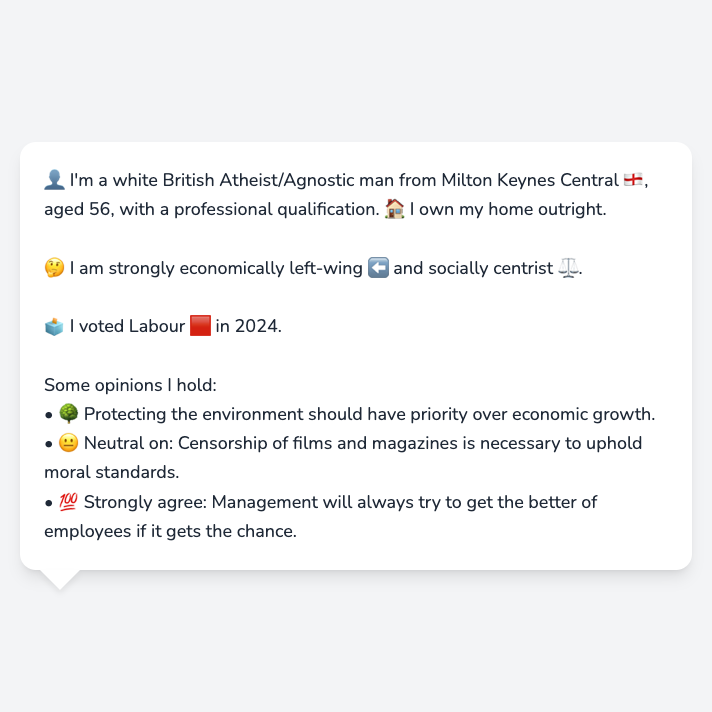 👤 I'm a white British Atheist/Agnostic man from Milton Keynes Central 🏴󠁧󠁢󠁥󠁮󠁧󠁿,
aged 56, with a professional qualification. 🏠 I own my home outright.
🤔 I am strongly economically left-wing ⬅️ and socially centrist ⚖️.
🗳️ I voted Labour 🟥 in 2024.
Some opinions I hold:
• 🌳 Protecting the environment should have priority over economic growth.
• 😐 Neutral on: Censorship of films and magazines is necessary to uphold
moral standards.
• 💯 Strongly agree: Management will always try to get the better of
employees if it gets the chance.